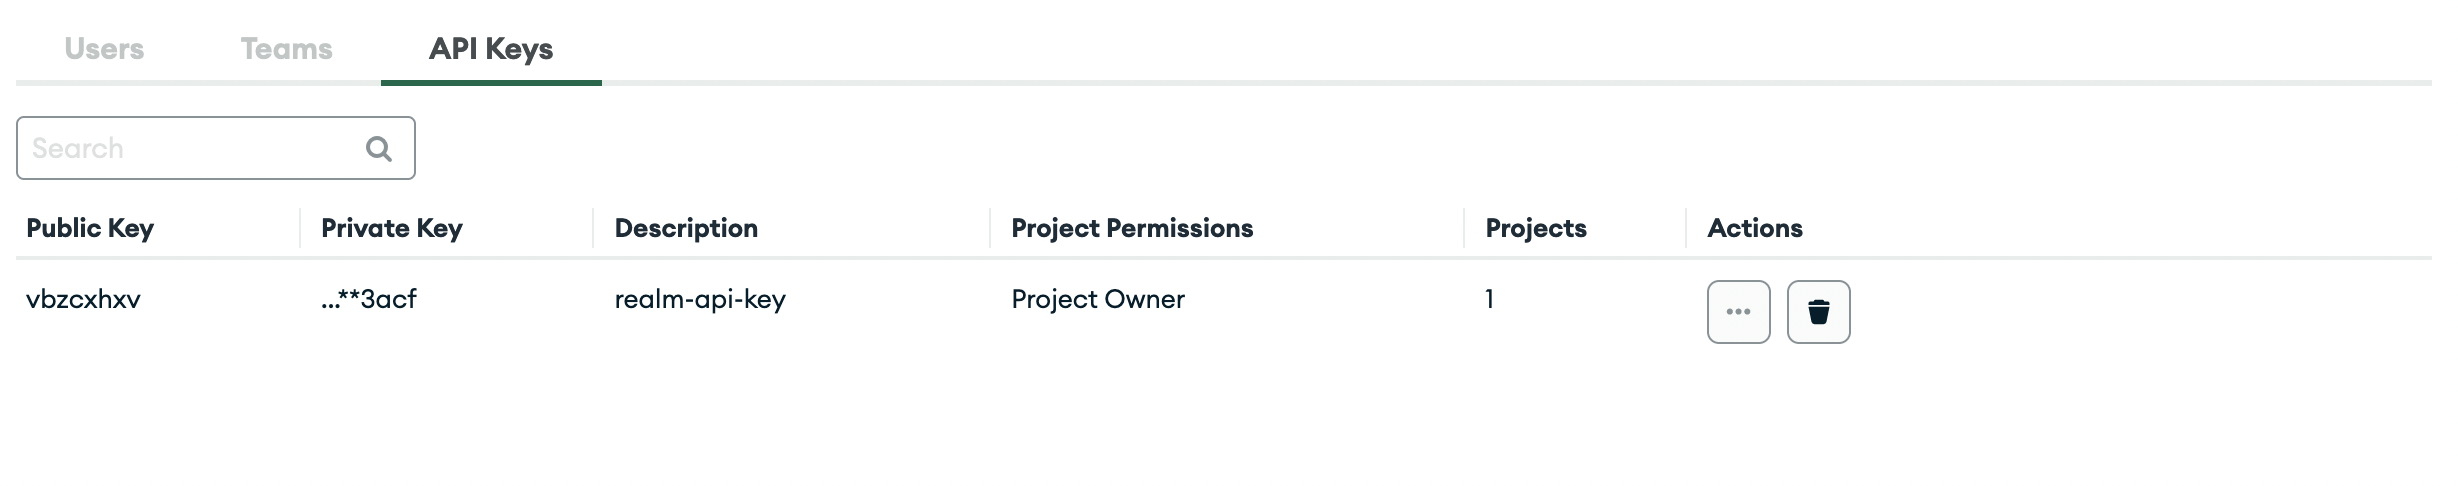 Users Teams API Keys
Search
Public Key Private Key Description Project Permissions Projects Actions
vbzcxhxv ...**3acf realm-api-key Project Owner 1